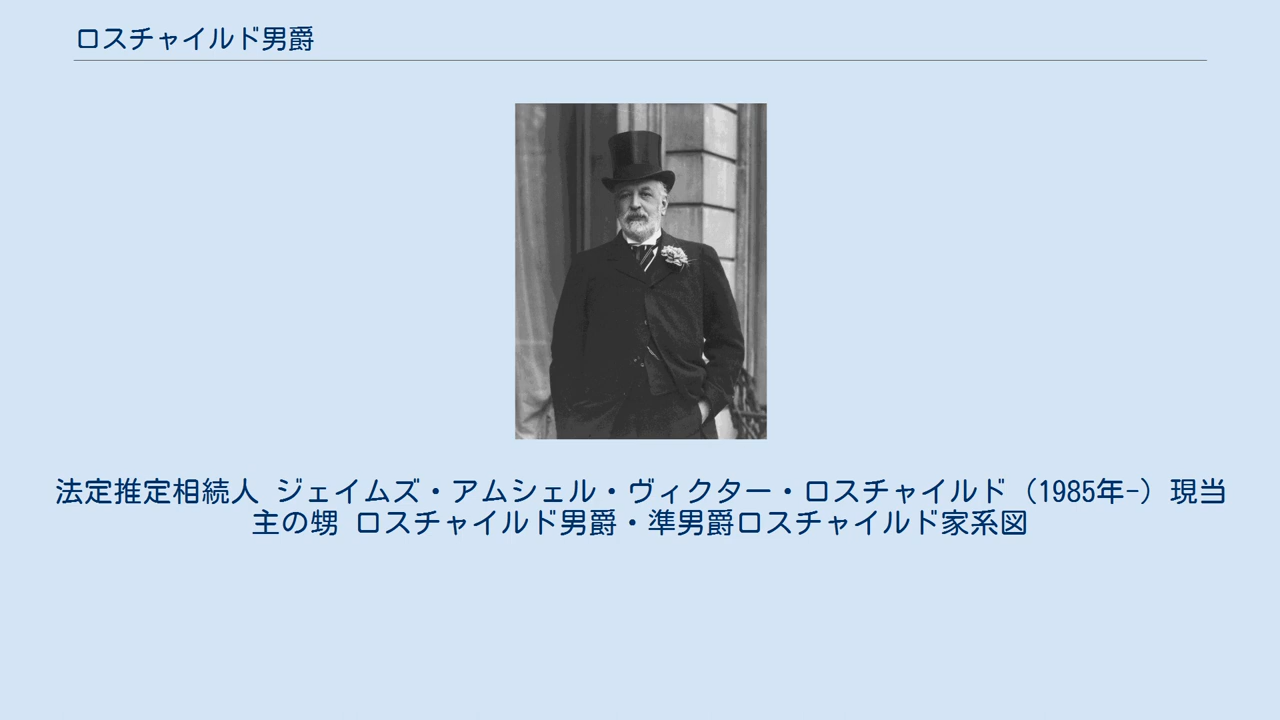 ロスチャイルド男爵
法定推定相続人 ジェイムズ・アムシェル・ヴィクター・ロスチャイルド（1985年-）現当
主の甥 ロスチャイルド男爵・準男爵ロスチャイルド家系図